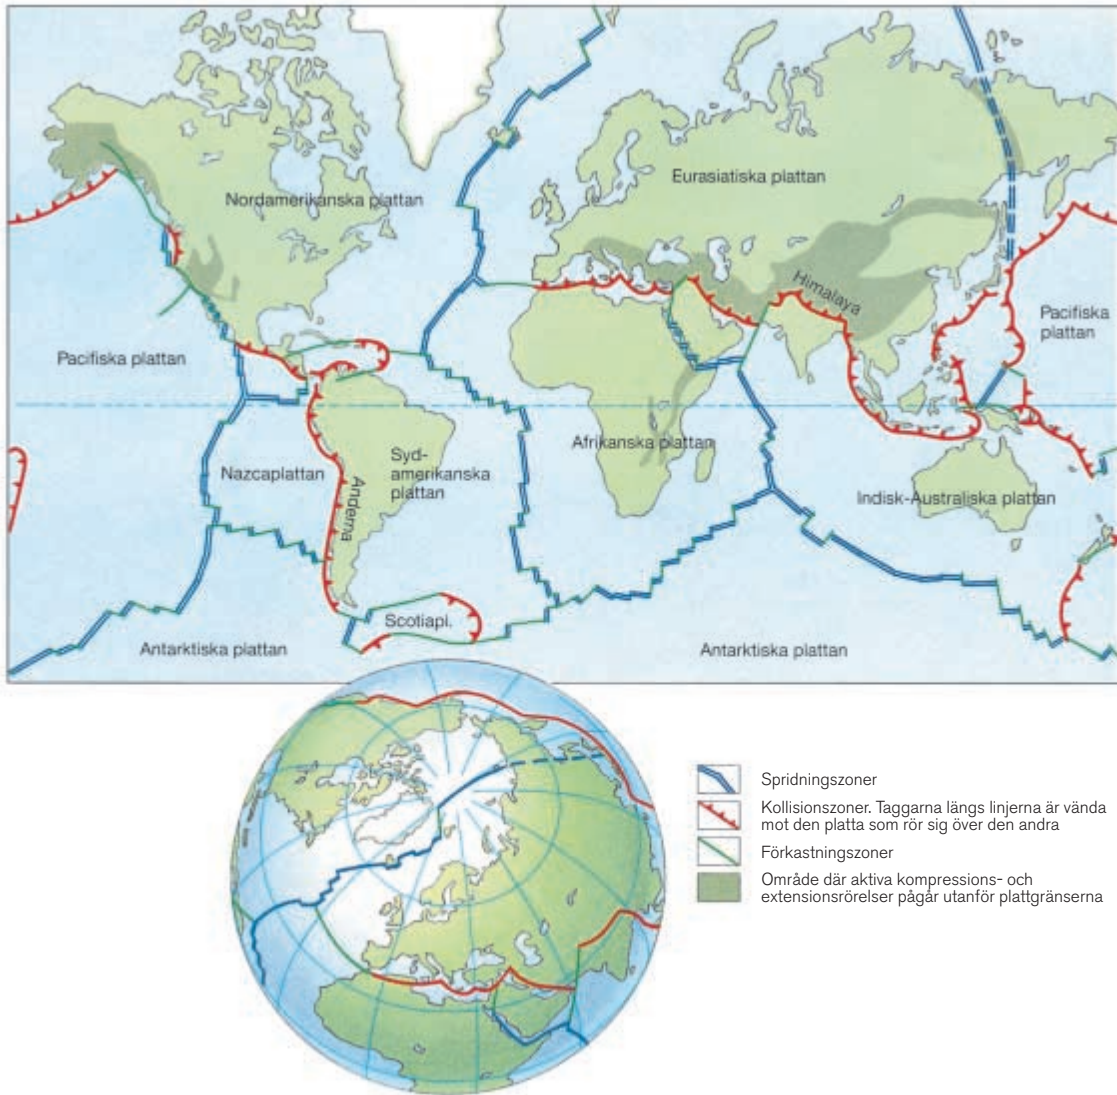 Nordamerikanska plattan
Eurasiatiska plattan
Himalaya
Pacifiska plattan
Pacifiska
plattan
Nazcaplattan
Anderna
Syd-
amerikanska
plattan
Afrikanska plattan
Indisk-Australiska plattan
Scotiapl.
Antarktiska plattan
Antarktiska plattan
Spridningszoner
Kollisionszoner. Taggarna längs linjerna är vända
mot den platta som rör sig över den andra
Förkastningszoner
Område där aktiva kompressions- och
extensionsrörelser pågår utanför plattgränserna